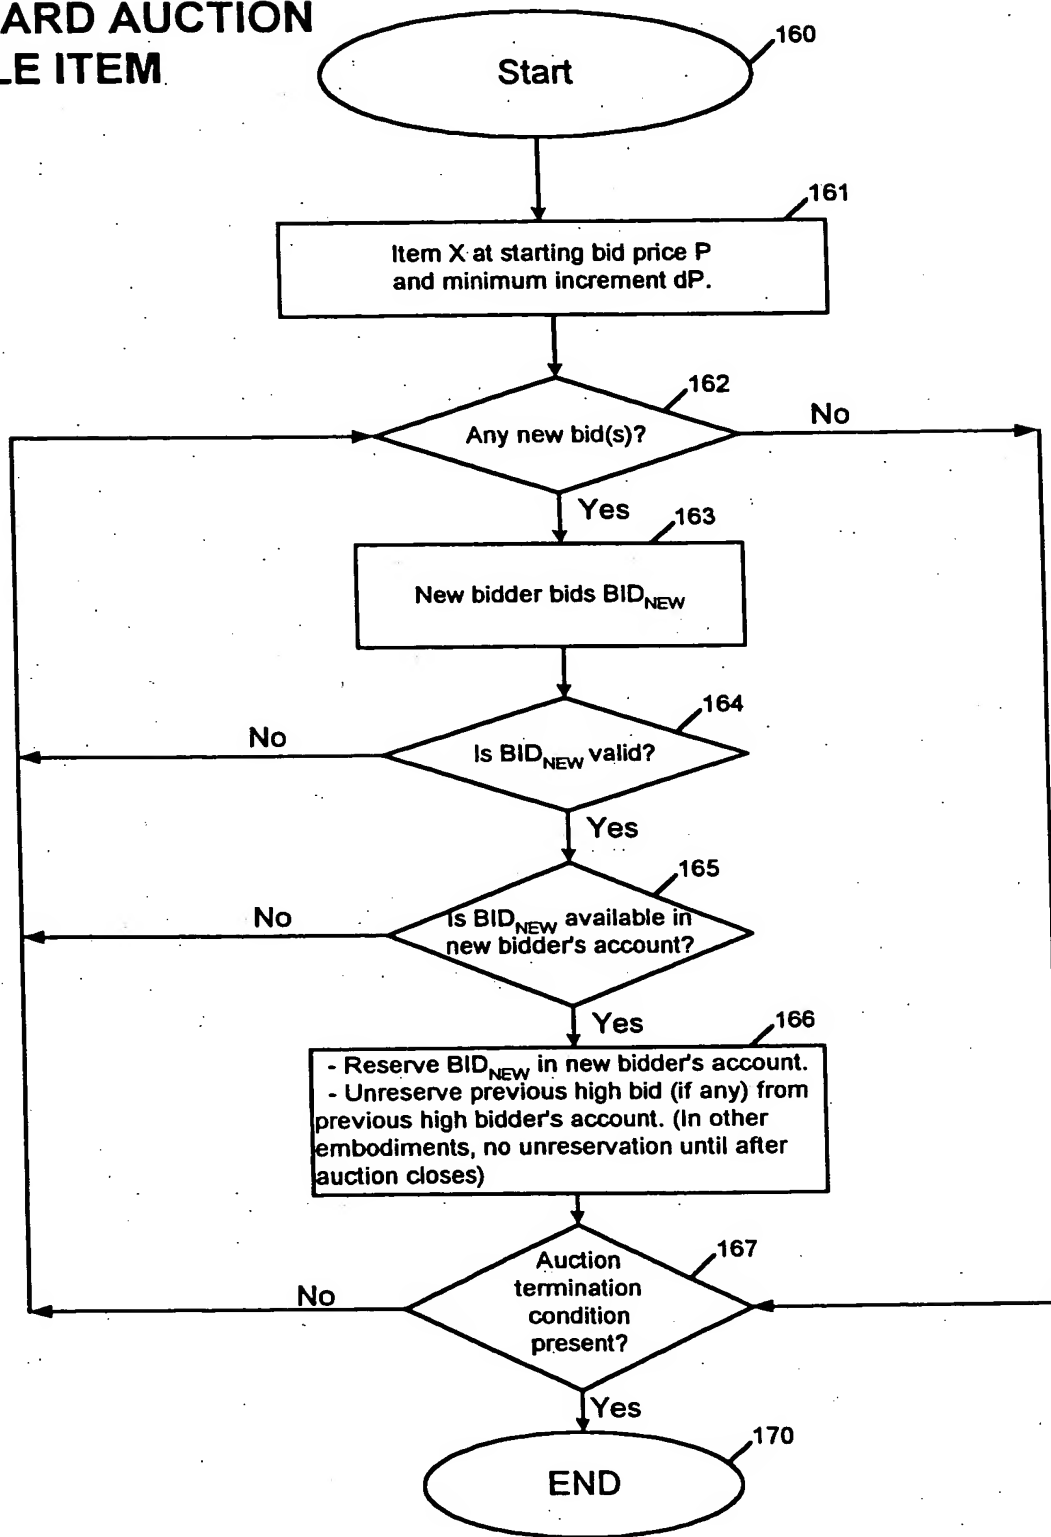 ARD AUCTION
LE ITEM
160
Start
161
Item X at starting bid price P
and minimum increment dP.
162
Any new bid(s)?
No
Yes
163
New bidder bids BIDNEW
164
No
Is BIDNEW valid?
Yes
165
No
Is BIDNEW available in
new bidder's account?
Yes
166
- Reserve BIDNEW in new bidder's account.
- Unreserve previous high bid (if any) from
previous high bidder's account. (In other
embodiments, no unreservation until after
auction closes)
167
Auction
termination
condition
present?
No
Yes
170
END